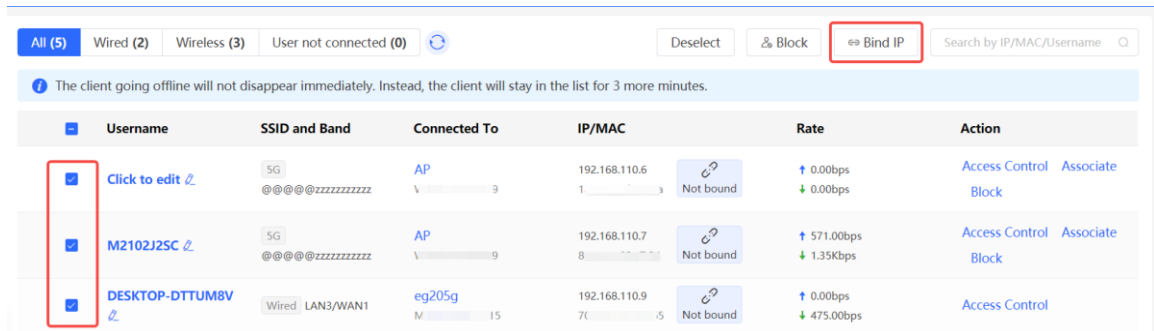 All (5) Wired (2) Wireless (3) User not connected (0) Deselect Block Bind IP Search by IP/MAC/Username
The client going offline will not disappear immediately. Instead, the client will stay in the list for 3 more minutes.
Username SSID and Band Connected To IP/MAC Rate Action
Click to edit 5G AP 192.168.110.6 Not bound ↑ 0.00bps Access Control Associate
@@@@@zzzzzzzzzzz ↓ 0.00bps Block
M2102J2SC 5G AP 192.168.110.7 Not bound ↑ 571.00bps Access Control Associate
@@@@@zzzzzzzzzzz ↓ 1.35Kbps Block
DESKTOP-DTTUM8V Wired LAN3/WAN1 eg205g 192.168.110.9 Not bound ↑ 0.00bps Access Control
↓ 475.00bps